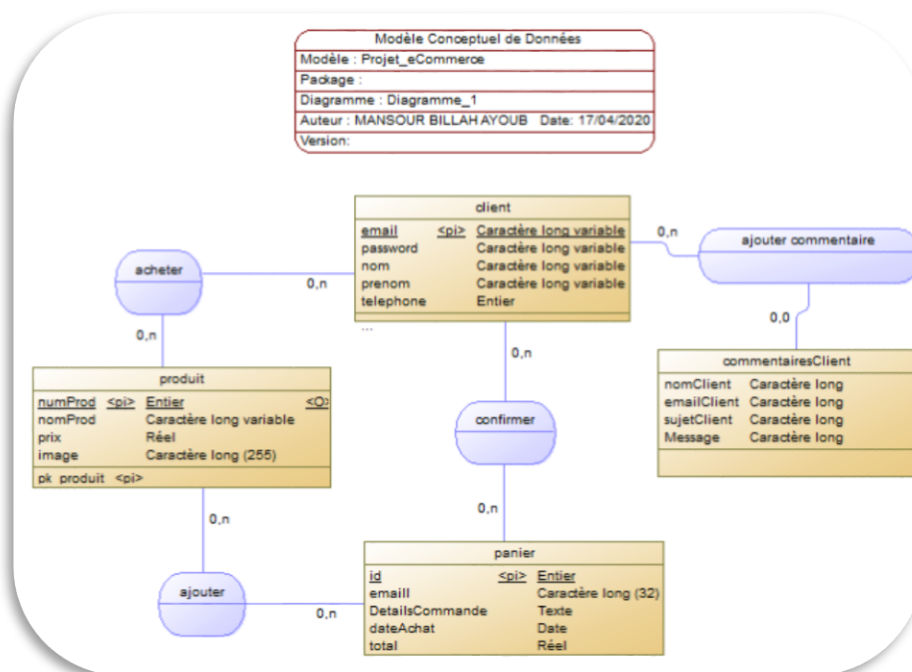 Modèle Conceptuel de Données
Modèle : Projet_eCommerce
Package :
Diagramme : Diagramme_1
Auteur : MANSOUR BILLAH AYOUB Date: 17/04/2020
Version:
client
email <pi> Caractère long variable
password Caractère long variable
nom Caractère long variable
prenom Caractère long variable
telephone Entier
...
0,n
ajouter commentaire
acheter
0,n
0,n
0,n
0,0
produit
numProd <pi> Entier <O>
nomProd Caractère long variable
prix Réel
image Caractère long (255)
pk_produit <pi>
commentairesClient
nomClient Caractère long
emailClient Caractère long
sujetClient Caractère long
Message Caractère long
confirmer
0,n
0,n
ajouter
0,n
panier
id <pi> Entier
emaill Caractère long (32)
DetailsCommande Texte
dateAchat Date
total Réel